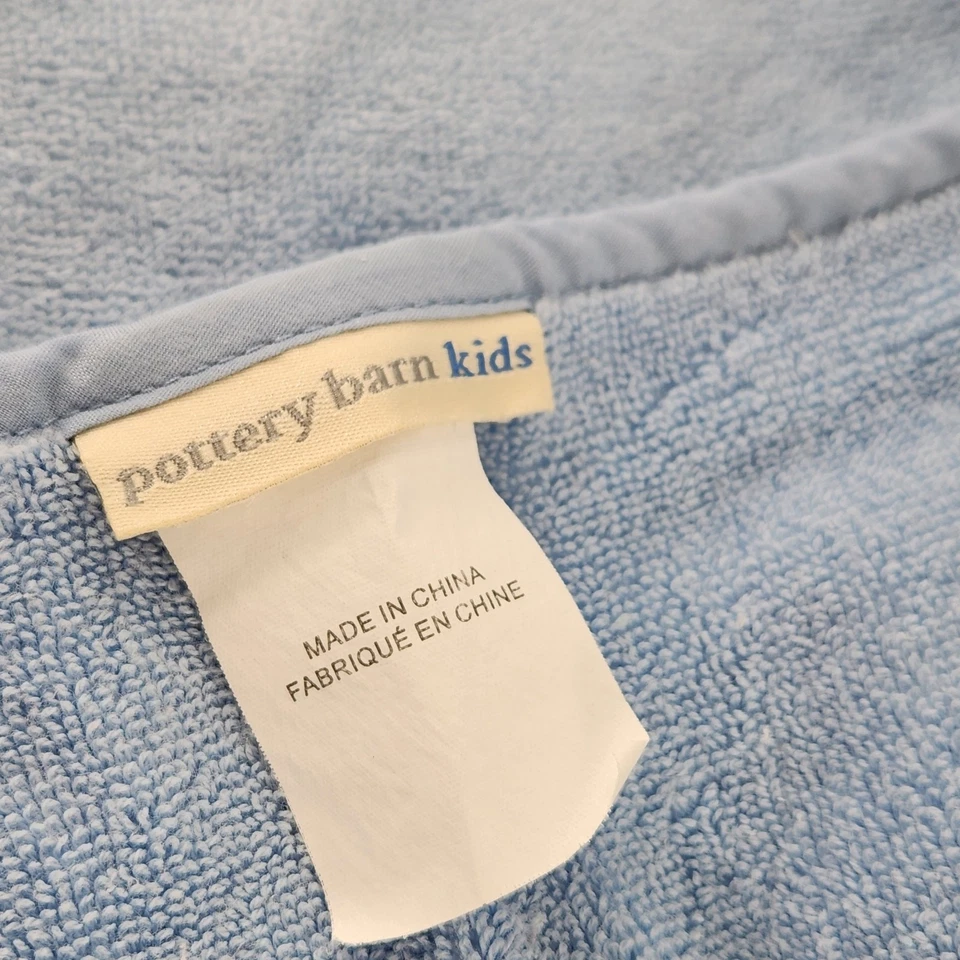 pottery barn kids
MADE IN CHINA
FABRIQUÉ EN CHINE